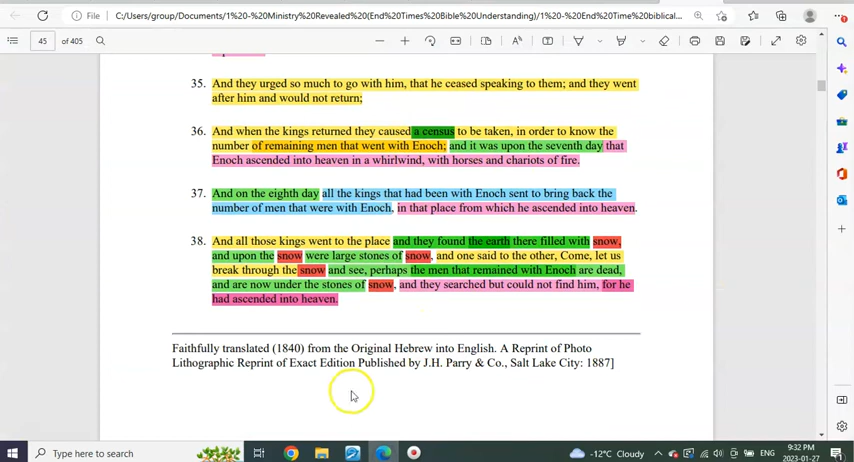 File
C:/Users/group/Documents/1%20-%20Ministry%20Revealed(End%20Times%20Bible%20Understanding)/1%20-%20End%20Time%20biblical...
45 of 405
35. And they urged so much to go with him, that he ceased speaking to them; and they went
after him and would not return;
36. And when the kings returned they caused a census to be taken, in order to know the
number of remaining men that went with Enoch; and it was upon the seventh day that
Enoch ascended into heaven in a whirlwind, with horses and chariots of fire.
37. And on the eighth day all the kings that had been with Enoch sent to bring back the
number of men that were with Enoch, in that place from which he ascended into heaven.
38. And all those kings went to the place and they found the earth there filled with snow,
and upon the snow were large stones of snow, and one said to the other, Come, let us
break through the snow and see, perhaps the men that remained with Enoch are dead,
and are now under the stones of snow, and they searched but could not find him, for he
had ascended into heaven.
Faithfully translated (1840) from the Original Hebrew into English. A Reprint of Photo
Lithographic Reprint of Exact Edition Published by J.H. Parry & Co., Salt Lake City: 1887]
Type here to search
-12°C Cloudy
ENG
9:32 PM
2023-01-27